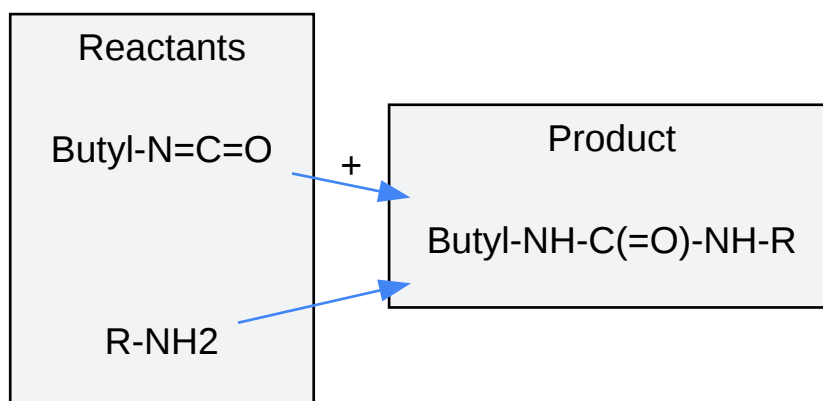 Reactants
Butyl-N=C=O
R-NH2
+
Product
Butyl-NH-C(=O)-NH-R